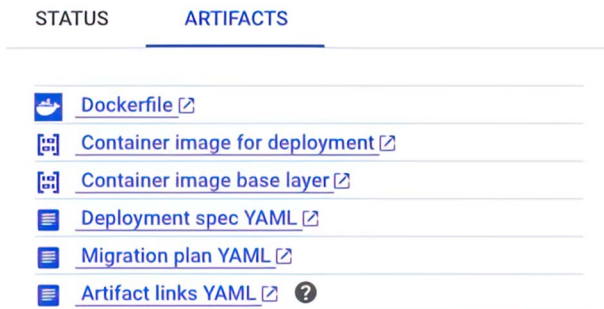 STATUS ARTIFACTS
Dockerfile
Container image for deployment
Container image base layer
Deployment spec YAML
Migration plan YAML
Artifact links YAML ?